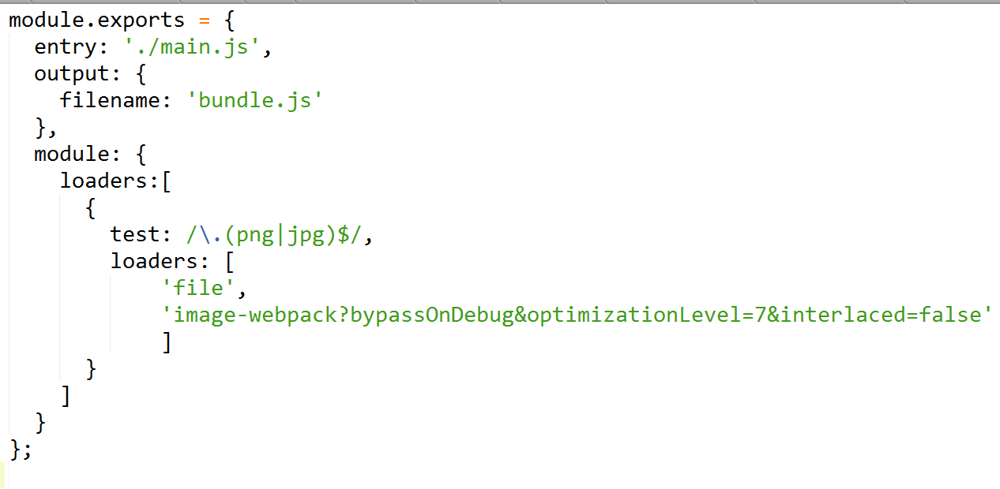 module.exports = {
  entry: './main.js',
  output: {
    filename: 'bundle.js'
  },
  module: {
    loaders:[
      {
        test: /\.(png|jpg)$/,
        loaders: [
            'file',
            'image-webpack?bypassOnDebug&optimizationLevel=7&interlaced=false'
            ]
      }
    ]
  }
};